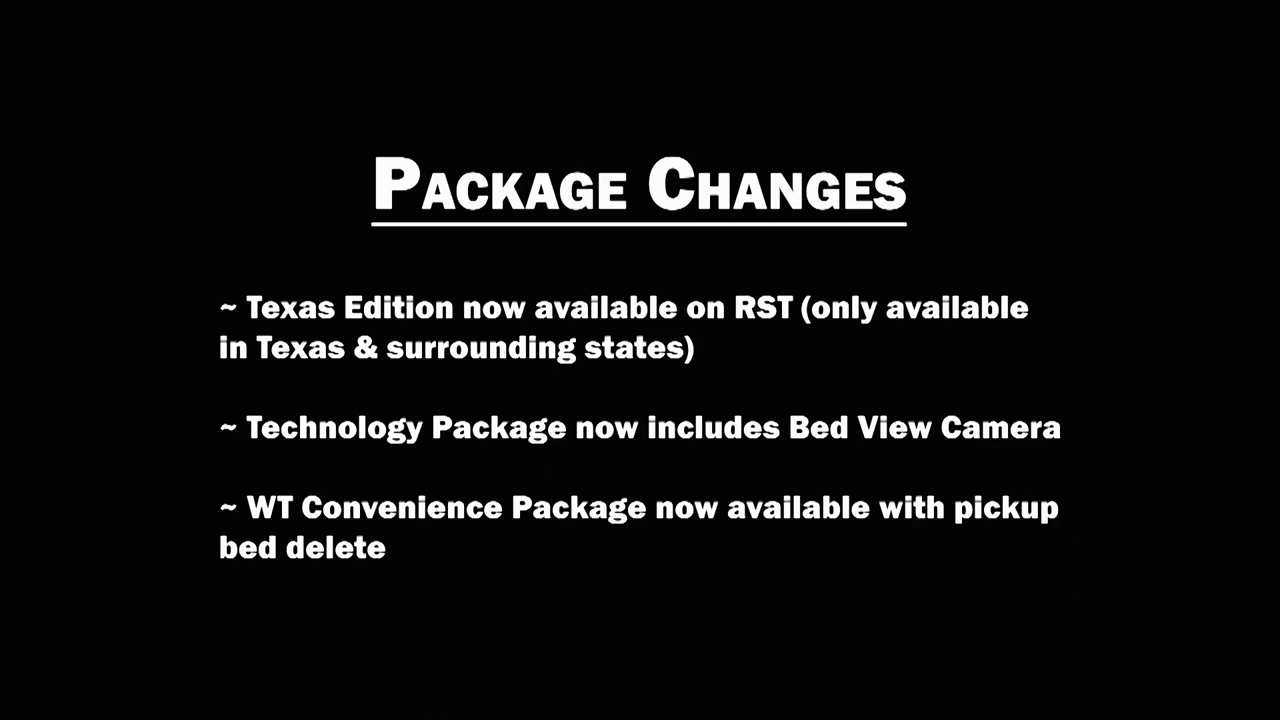 PACKAGE CHANGES
~ Texas Edition now available on RST (only available
in Texas & surrounding states)
~ Technology Package now includes Bed View Camera
~ WT Convenience Package now available with pickup
bed delete